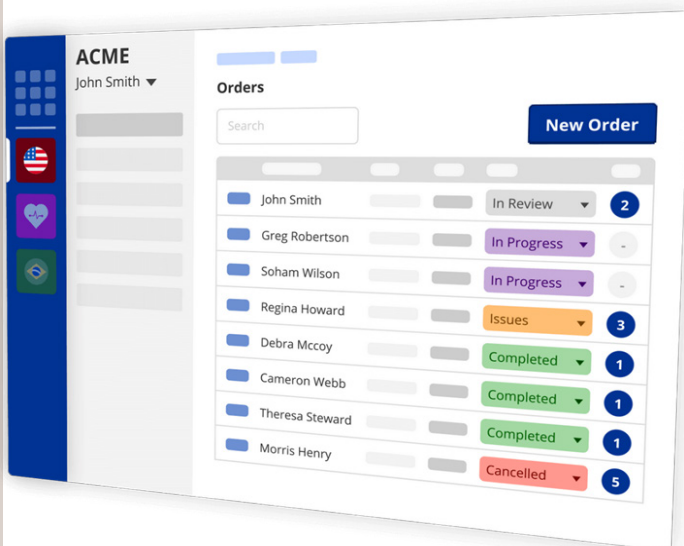 ACME
John Smith
Orders
Search
New Order
John Smith In Review 2
Greg Robertson In Progress -
Soham Wilson In Progress -
Regina Howard Issues 3
Debra Mccoy Completed 1
Cameron Webb Completed 1
Theresa Steward Completed 1
Morris Henry Cancelled 5